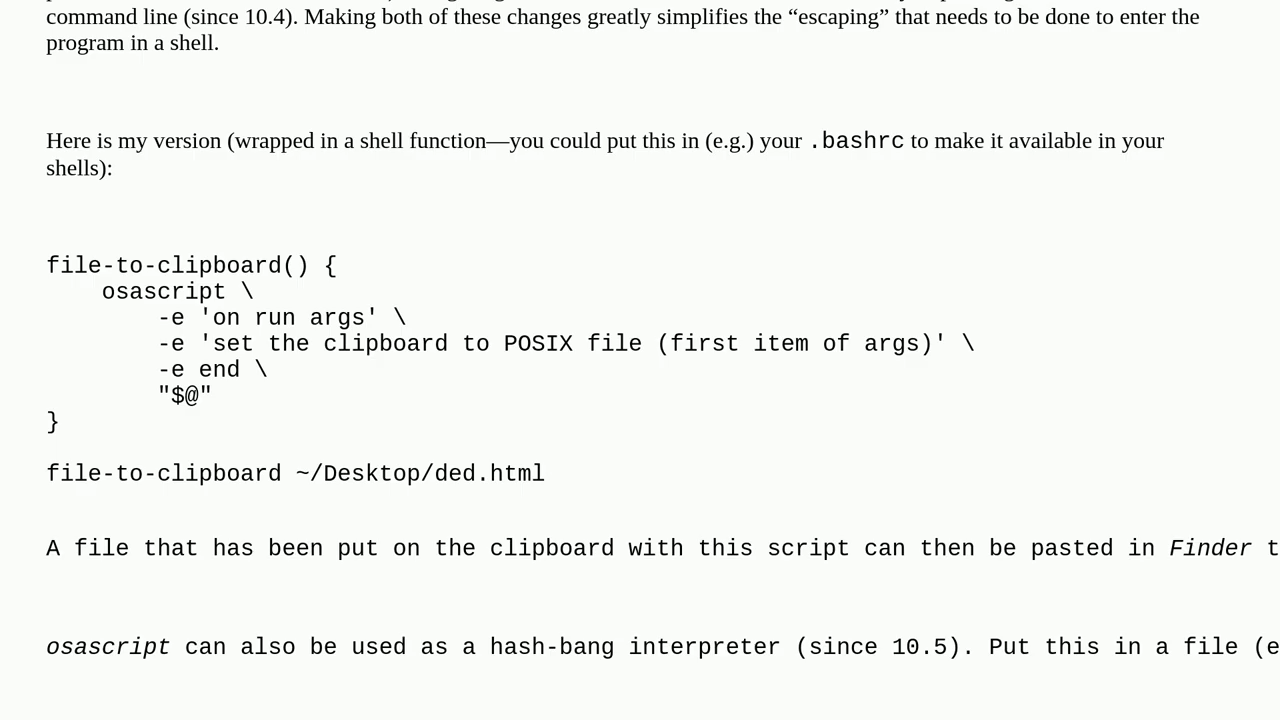 command line (since 10.4). Making both of these changes greatly simplifies the “escaping” that needs to be done to enter the
program in a shell.
Here is my version (wrapped in a shell function—you could put this in (e.g.) your .bashrc to make it available in your
shells):
file-to-clipboard() {
    osascript \
        -e 'on run args' \
        -e 'set the clipboard to POSIX file (first item of args)' \
        -e end \
        "$@"
}
file-to-clipboard ~/Desktop/ded.html
A file that has been put on the clipboard with this script can then be pasted in Finder t
osascript can also be used as a hash-bang interpreter (since 10.5). Put this in a file (e